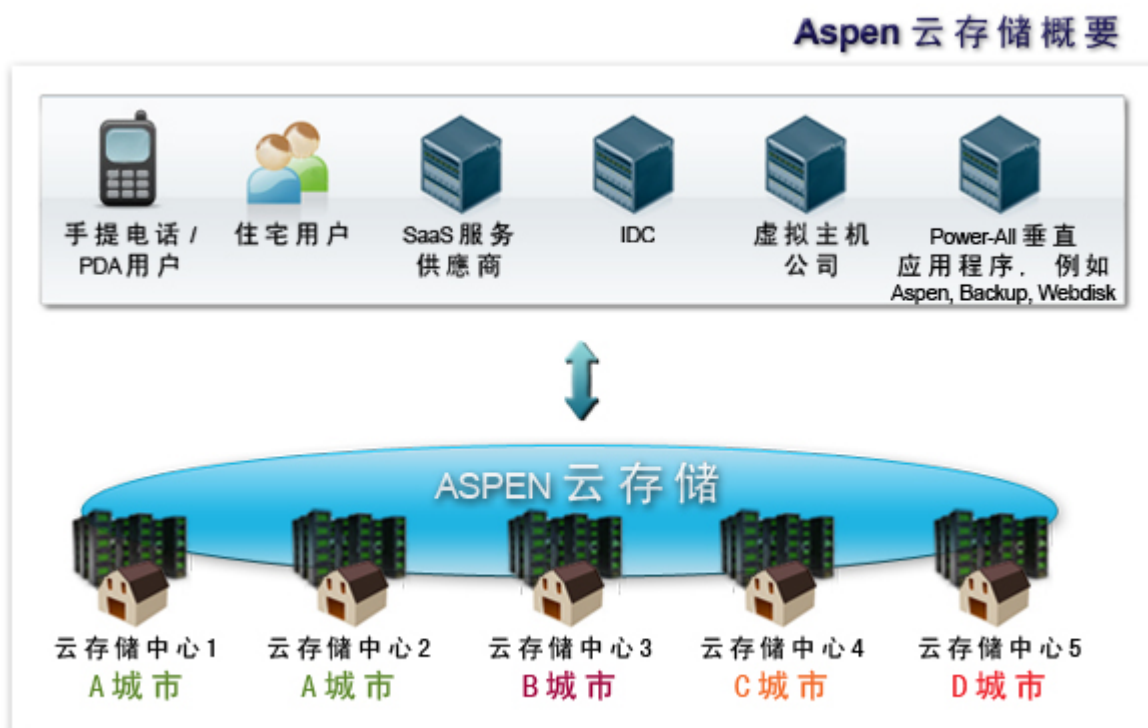 Aspen 云存储概要
手提电话 /
PDA用户
住宅用户
SaaS服务
供應商
IDC
虚拟主机
公司
Power-All 垂直
应用程序． 例如
Aspen, Backup, Webdisk
ASPEN 云存储
云存储中心1
A城市
云存储中心2
A城市
云存储中心3
B城市
云存储中心4
C城市
云存储中心5
D城市